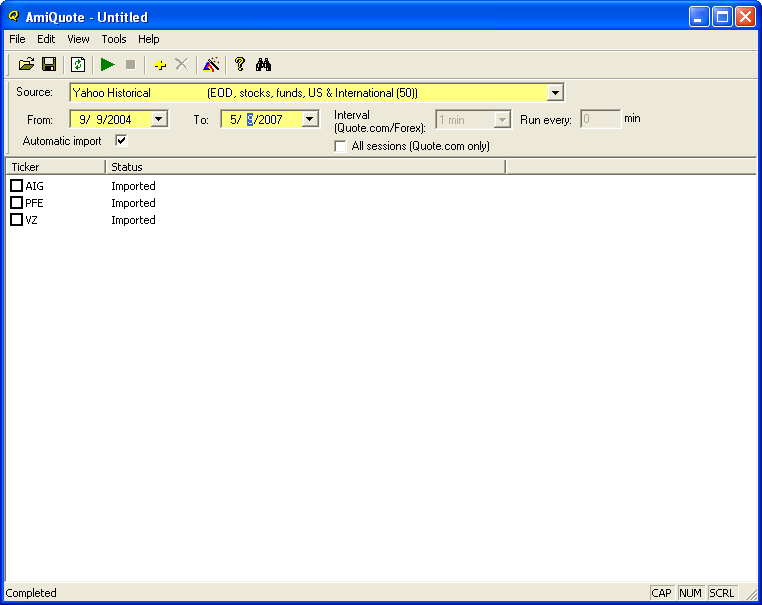 AmiQuote - Untitled
File Edit View Tools Help
Source: Yahoo Historical (EOD, stocks, funds, US & International (50))
From: 9/ 9/2004 To: 5/ 9/2007 Interval (Quote.com/Forex): 1 min Run every: 0 min
Automatic import All sessions (Quote.com only)
Ticker Status
AIG Imported
PFE Imported
VZ Imported
Completed CAP NUM SCRL